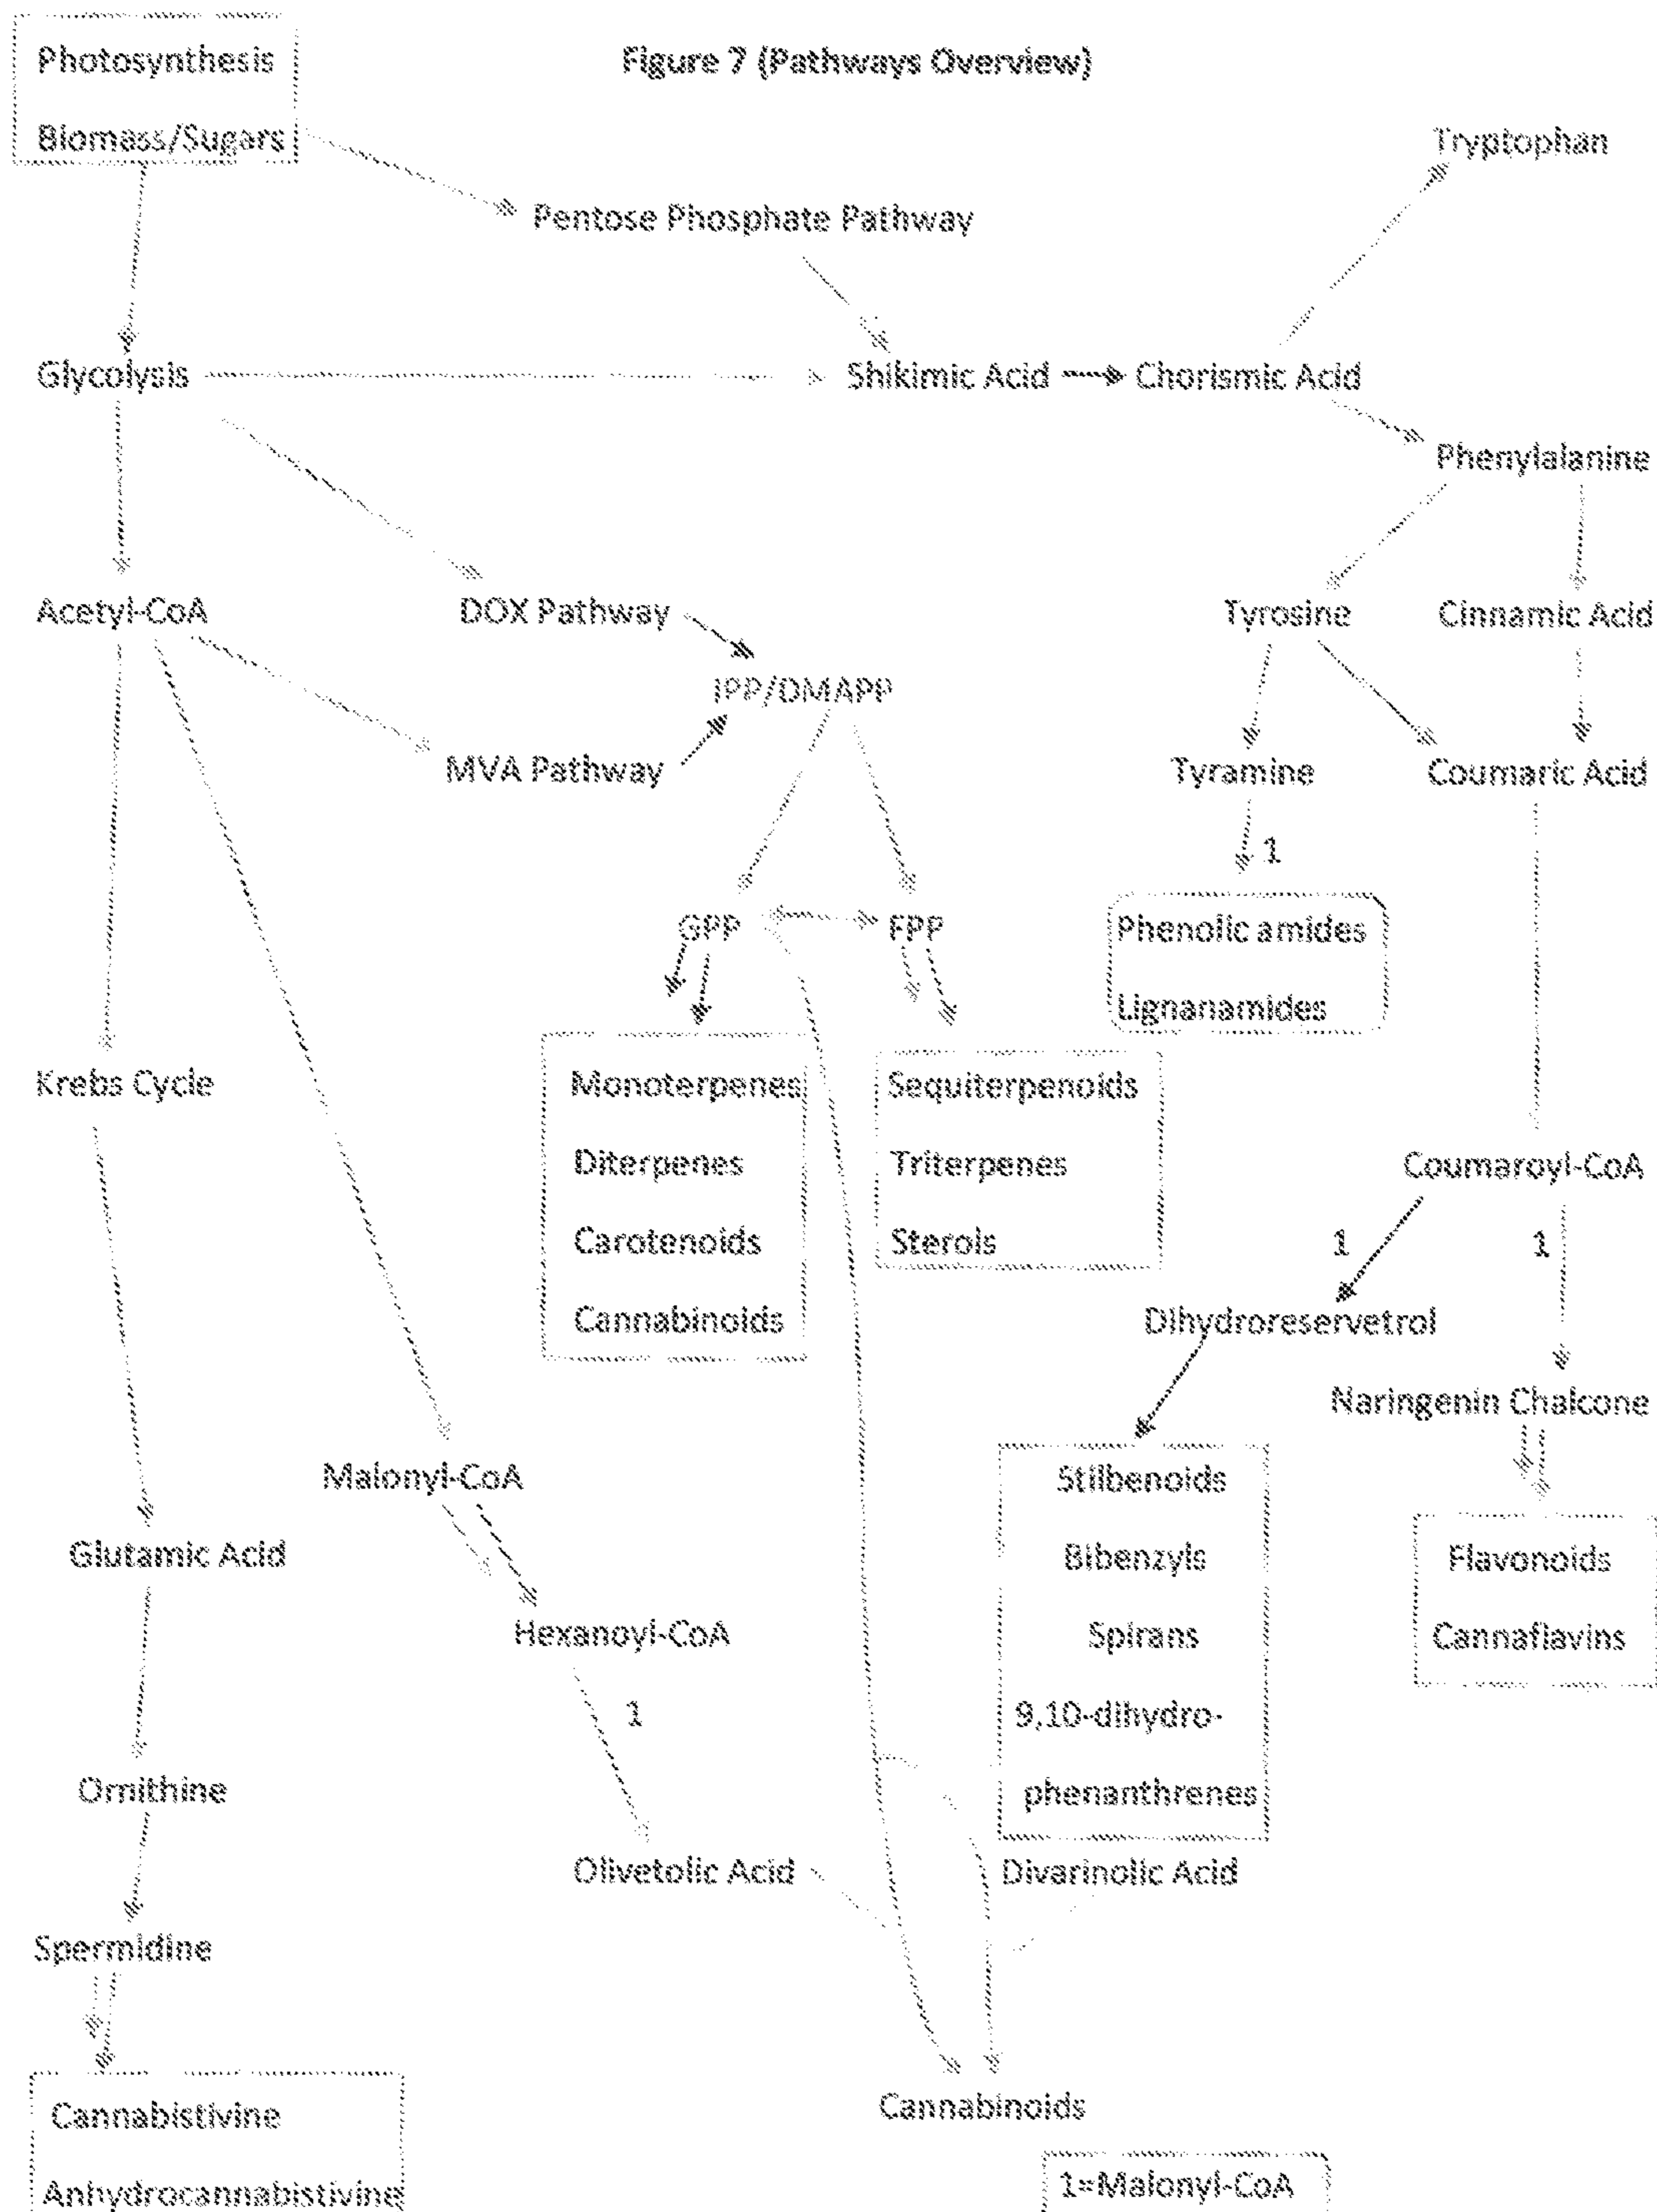 Figure 7 (Pathways Overview)
Photosynthesis
Biomass/Sugars
Tryptophan
Pentose Phosphate Pathway
Glycolysis
Shikimic Acid
Chorismic Acid
Phenylalanine
Acetyl-CoA
DOX Pathway
Tyrosine
Cinnamic Acid
IPP/DMAPP
MVA Pathway
Tyramine
Coumaric Acid
1
GPP
FPP
Phenolic amides
Lignanamides
Krebs Cycle
Monoterpenes
Diterpenes
Carotenoids
Cannabinoids
Sequiterpenoids
Triterpenes
Sterols
Coumaroyl-CoA
1
1
Dihydroreservetrol
Naringenin Chalcone
Malonyl-CoA
Stilbenoids
Bibenzyls
Spirans
9,10-dihydro-
phenanthrenes
Flavonoids
Cannaflavins
Glutamic Acid
Hexanoyl-CoA
1
Ornithine
Olivetolic Acid
Divarinolic Acid
Spermidine
Cannabinoids
Cannabistivine
Anhydrocannabistivine
1=Malonyl-CoA